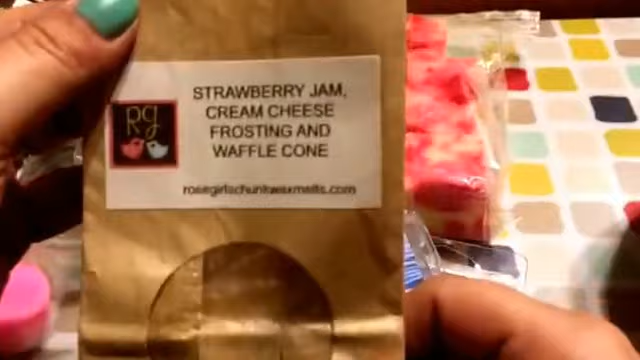 Rg
STRAWBERRY JAM,
CREAM CHEESE
FROSTING AND
WAFFLE CONE
rosegirlschunkwaxmelts.com